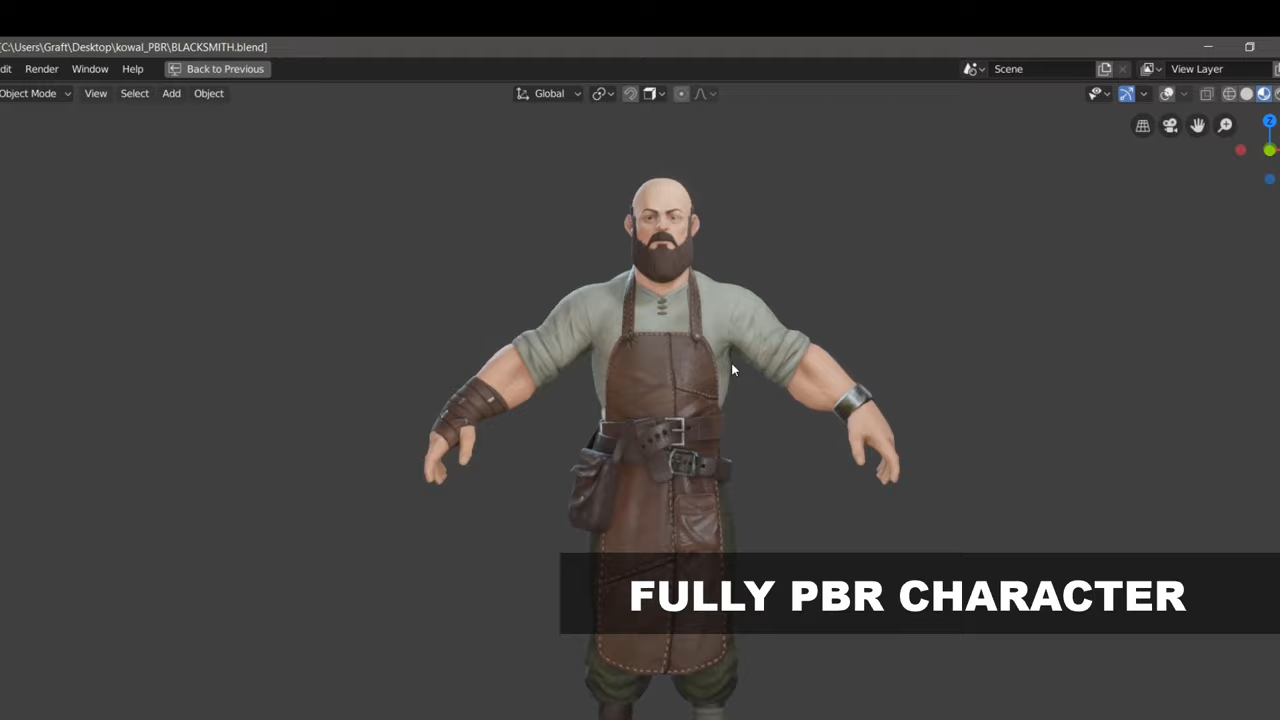 [C:\Users\Graft\Desktop\kowal_PBR\BLACKSMITH.blend]
dit Render Window Help Back to Previous Scene View Layer
Object Mode View Select Add Object Global
Z
FULLY PBR CHARACTER